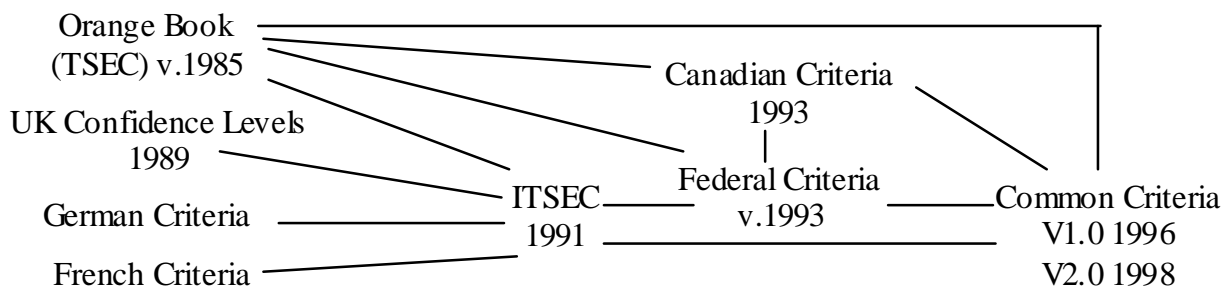 Orange Book
(TSEC) v.1985
UK Confidence Levels
1989
German Criteria
French Criteria
ITSEC
1991
Canadian Criteria
1993
Federal Criteria
v.1993
Common Criteria
V1.0 1996
V2.0 1998